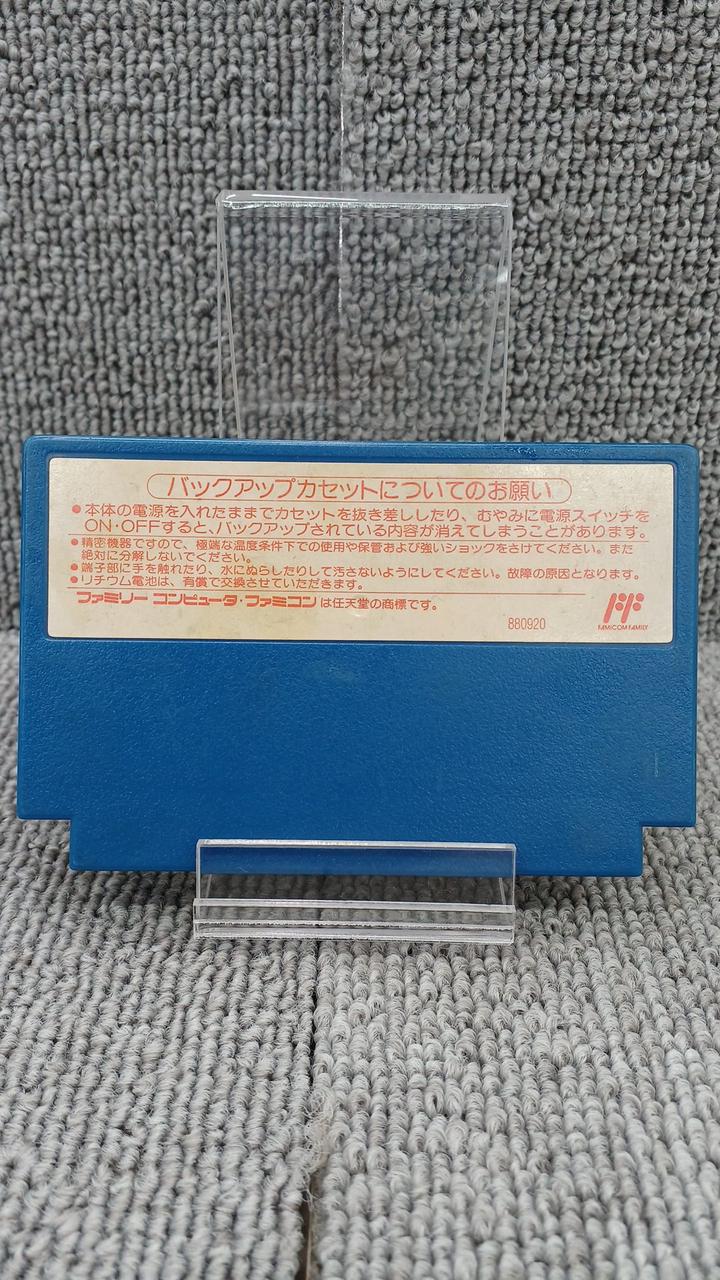 バックアップカセットについてのお願い
●本体の電源を入れたままでカセットを抜き差ししたり、むやみに電源スイッチを
ON・OFFすると、バックアップされている内容が消えてしまうことがあります。
●精密機器ですので、極端な温度条件下での使用や保管および強いショックをさけてください。また
絶対に分解しないでください。
●端子部に手を触れたり、水にぬらしたりして汚さないようにしてください。故障の原因となります。
●リチウム電池は、有償で交換させていただきます。
ファミリー コンピュータ・ファミコンは任天堂の商標です。
880920
FAMICOM FAMILY